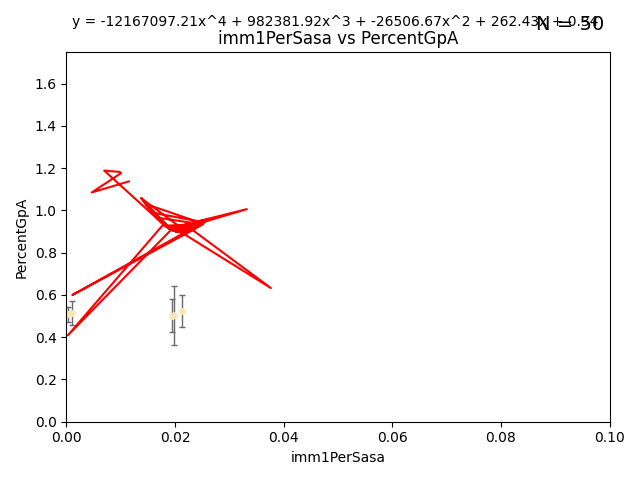 y = -12167097.21x^4 + 982381.92x^3 + -26506.67x^2 + 262.43x +
N = 50
imm1PerSasa vs PercentGpA
1.6
1.4
1.2
1.0
0.8
0.6
0.4
0.2
0.0
PercentGpA
0.00 0.02 0.04 0.06 0.08 0.10
imm1PerSasa